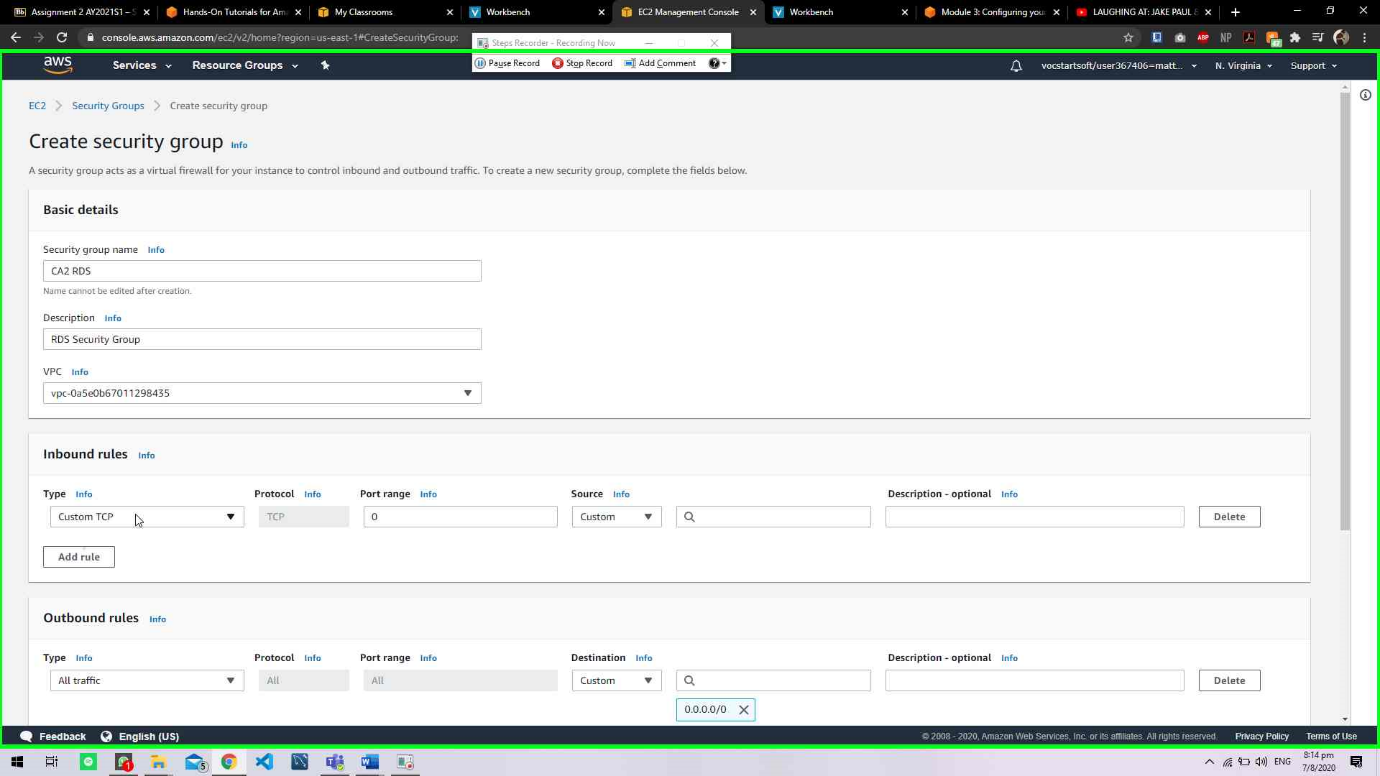 Assignment 2 AY2021S1 – S
Hands-On Tutorials for Ama
My Classrooms
Workbench
EC2 Management Console
Workbench
Module 3: Configuring your
LAUGHING AT: JAKE PAUL &
console.aws.amazon.com/ec2/v2/home?region=us-east-1#CreateSecurityGroup:
Steps Recorder - Recording Now
Pause Record
Stop Record
Add Comment
aws
Services
Resource Groups
vocstartsoft/user367406=matt...
N. Virginia
Support
EC2
Security Groups
Create security group
Create security group Info
A security group acts as a virtual firewall for your instance to control inbound and outbound traffic. To create a new security group, complete the fields below.
Basic details
Security group name Info
CA2 RDS
Name cannot be edited after creation.
Description Info
RDS Security Group
VPC Info
vpc-0a5e0b67011298435
Inbound rules Info
Type Info Protocol Info Port range Info Source Info Description - optional Info
Custom TCP TCP 0 Custom Delete
Add rule
Outbound rules Info
Type Info Protocol Info Port range Info Destination Info Description - optional Info
All traffic All All Custom Delete
0.0.0.0/0
Feedback English (US) © 2008 - 2020, Amazon Web Services, Inc. or its affiliates. All rights reserved. Privacy Policy Terms of Use
ENG
8:14 pm
7/8/2020